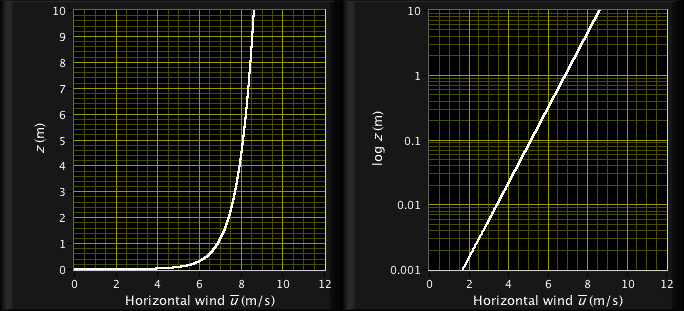 10
9
8
7
6
5
4
3
2
1
0
z (m)
0 2 4 6 8 10 12
Horizontal wind u̅ (m/s)
10
1
0.1
0.01
0.001
log z (m)
0 2 4 6 8 10 12
Horizontal wind u̅ (m/s)